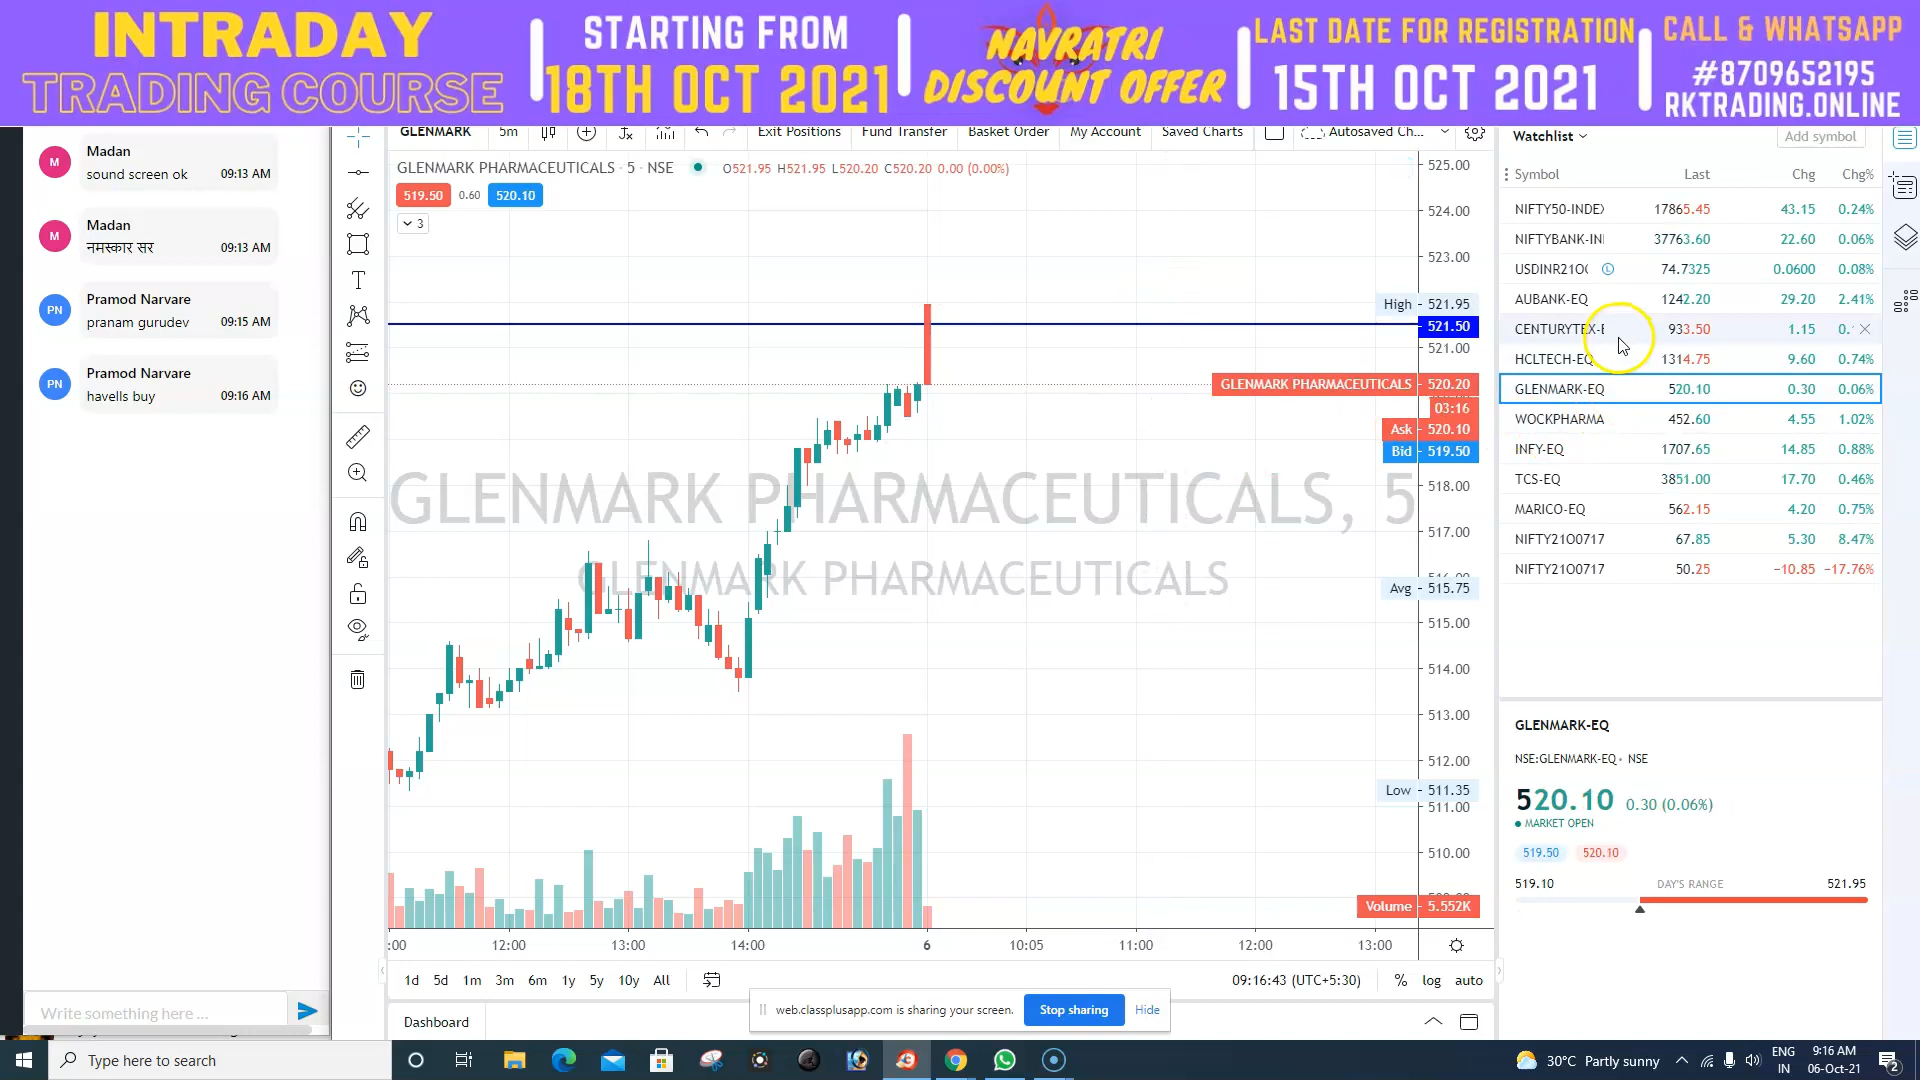 INTRADAY
TRADING COURSE
STARTING FROM
18TH OCT 2021
NAVRATRI
DISCOUNT OFFER
LAST DATE FOR REGISTRATION
15TH OCT 2021
CALL & WHATSAPP
#8709652195
RKTRADING.ONLINE
M
Madan
sound screen ok 09:13 AM
M
Madan
नमस्कार सर 09:13 AM
PN
Pramod Narvare
pranam gurudev 09:15 AM
PN
Pramod Narvare
havells buy 09:16 AM
Write something here ...
GLENMARK 5m Exit Positions Fund Transfer Basket Order My Account Saved Charts Autosaved Ch...
GLENMARK PHARMACEUTICALS · 5 · NSE O521.95 H521.95 L520.20 C520.20 0.00 (0.00%)
519.50 0.60 520.10
3
GLENMARK PHARMACEUTICALS, 5
GLENMARK PHARMACEUTICALS
525.00
524.00
523.00
High 521.95
521.50
521.00
GLENMARK PHARMACEUTICALS 520.20
03:16
Ask 520.10
Bid 519.50
518.00
517.00
Avg 515.75
515.00
514.00
513.00
512.00
Low 511.35
511.00
510.00
Volume 5.552K
:00 12:00 13:00 14:00 6 10:05 11:00 12:00 13:00
1d 5d 1m 3m 6m 1y 5y 10y All 09:16:43 (UTC+5:30) % log auto
Dashboard
web.classplusapp.com is sharing your screen. Stop sharing Hide
Watchlist Add symbol
Symbol Last Chg Chg%
NIFTY50-INDEX 17865.45 43.15 0.24%
NIFTYBANK-IN 37763.60 22.60 0.06%
USDINR21O L 74.7325 0.0600 0.08%
AUBANK-EQ 1242.20 29.20 2.41%
CENTURYTEX-E 933.50 1.15 0.
HCLTECH-EQ 1314.75 9.60 0.74%
GLENMARK-EQ 520.10 0.30 0.06%
WOCKPHARMA 452.60 4.55 1.02%
INFY-EQ 1707.65 14.85 0.88%
TCS-EQ 3851.00 17.70 0.46%
MARICO-EQ 562.15 4.20 0.75%
NIFTY21O0717 67.85 5.30 8.47%
NIFTY21O0717 50.25 −10.85 −17.76%
GLENMARK-EQ
NSE:GLENMARK-EQ • NSE
520.10 0.30 (0.06%)
MARKET OPEN
519.50 520.10
519.10 DAY'S RANGE 521.95
Type here to search
30°C Partly sunny
ENG
IN
9:16 AM
06-Oct-21
2